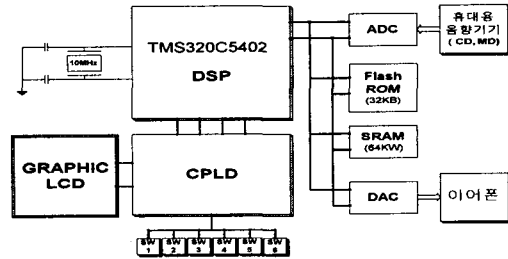 TMS320C5402
DSP
10MHz
ADC
휴대용
음향기기
(CD, MD)
Flash
ROM
(32KB)
SRAM
(64KW)
GRAPHIC
LCD
CPLD
DAC
이어폰
SW
1
SW
2
SW
3
SW
4
SW
5
SW
6